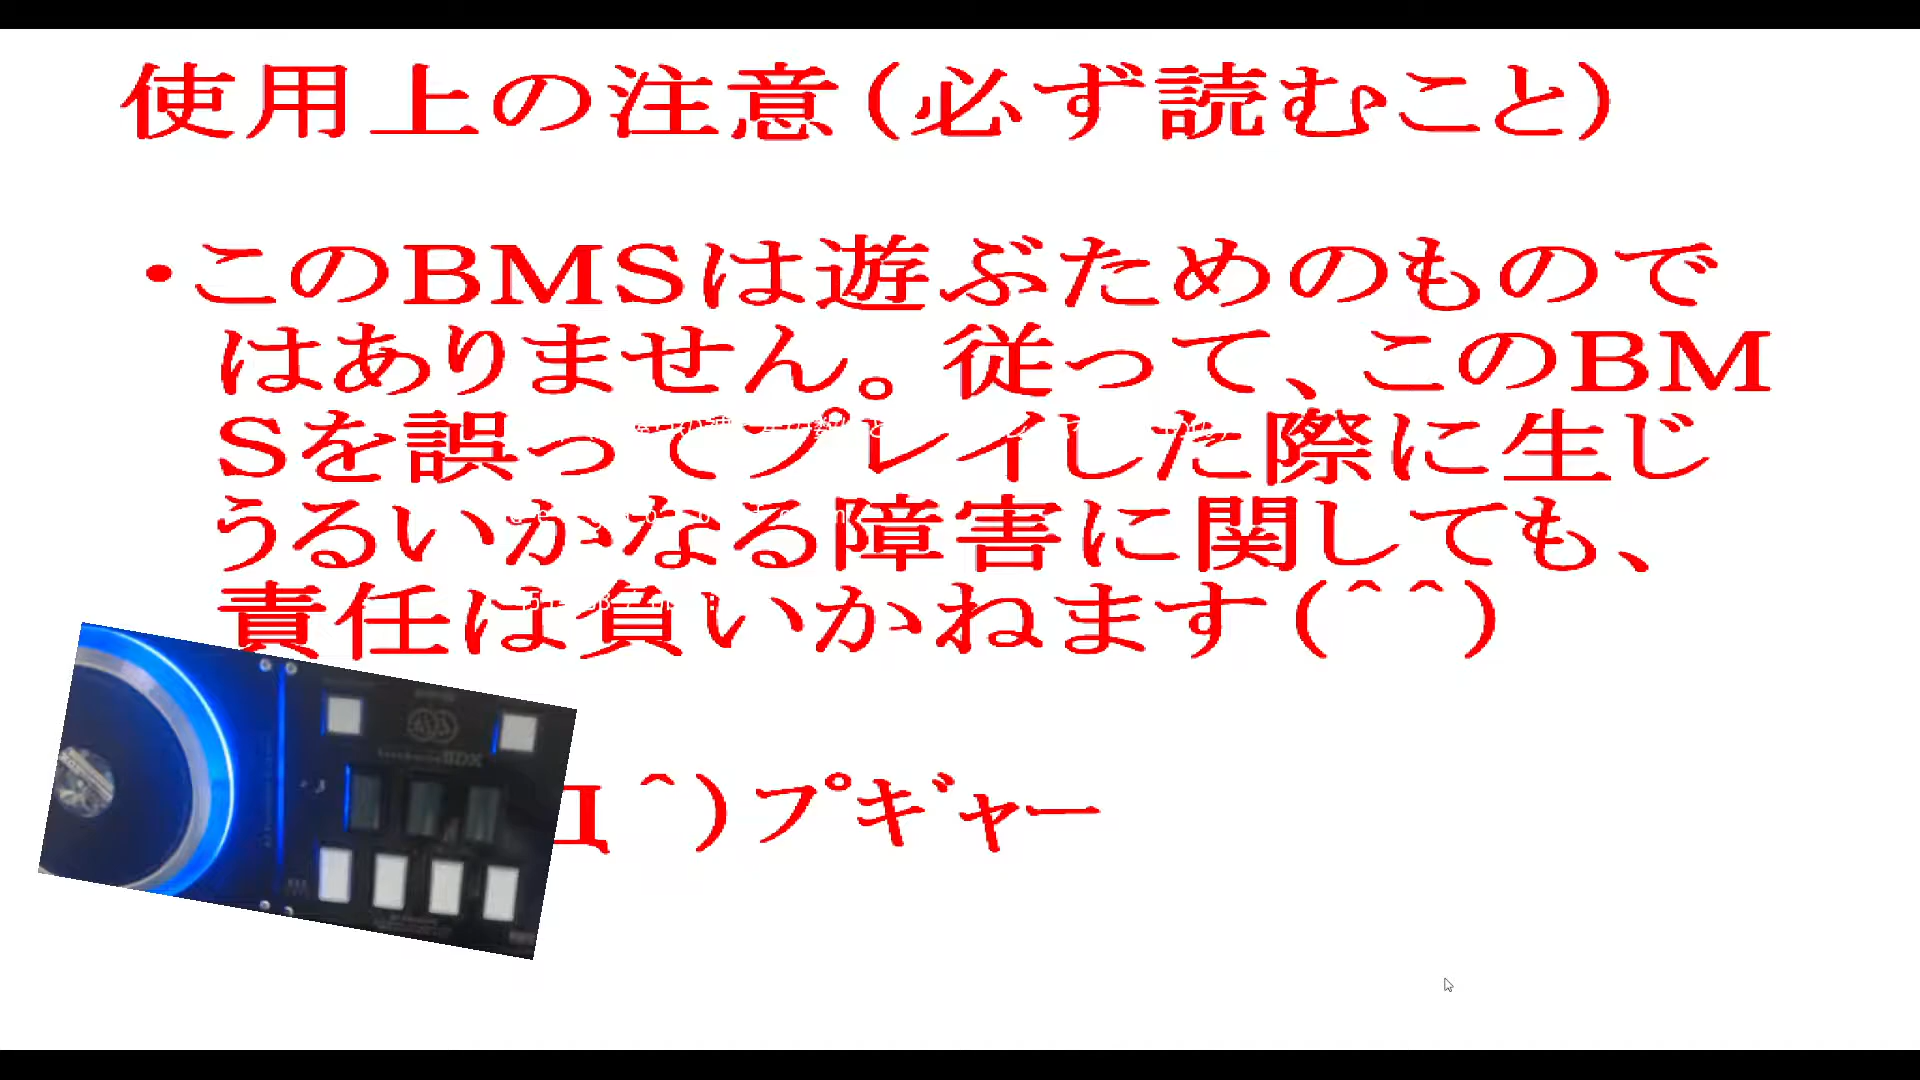 使用上の注意(必ず読むこと)
・このBMSは遊ぶためのもので
はありません。従って、このBM
Sを誤ってプレイした際に生じ
うるいかなる障害に関しても、
責任は負いかねます(^^)
Д^)プギャー